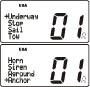 USA
→Underway
Stop
Sail
Tow
01
USA
Horn
Siren
Aground
→Anchor
01